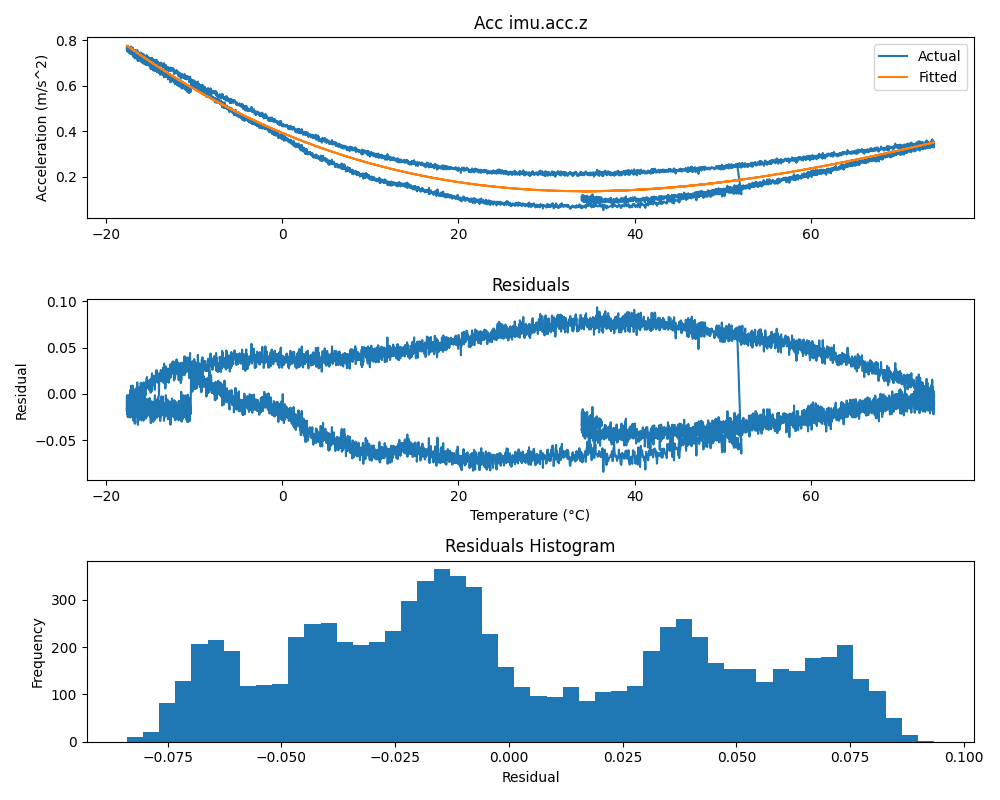 Acc imu.acc.z
Acceleration (m/s^2)
0.8
0.6
0.4
0.2
Actual
Fitted
−20 0 20 40 60
Residuals
Residual
0.10
0.05
0.00
−0.05
−20 0 20 40 60
Temperature (°C)
Residuals Histogram
Frequency
300
200
100
0
−0.075 −0.050 −0.025 0.000 0.025 0.050 0.075 0.100
Residual